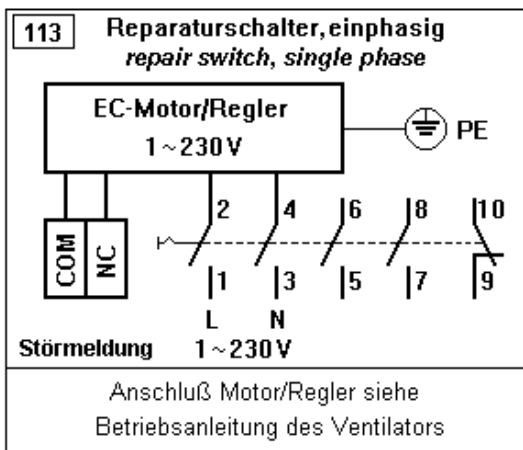 113 Reparaturschalter, einphasig
repair switch, single phase
EC-Motor/Regler
1~230V
PE
COM NC
2 4 6 8 10
1 3 5 7 9
L N
Störmeldung 1~230V
Anschluß Motor/Regler siehe
Betriebsanleitung des Ventilators